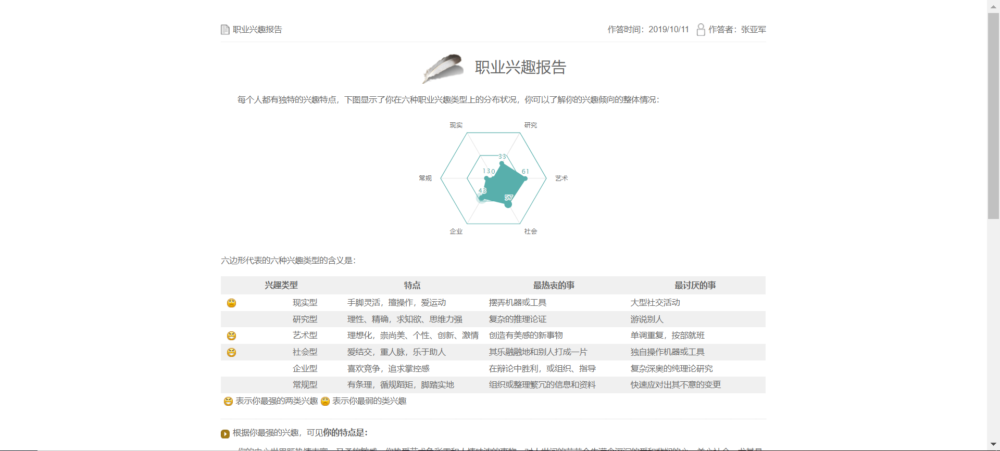 职业兴趣报告
作答时间：2019/10/11 作答者：张亚军
职业兴趣报告
每个人都有独特的兴趣特点，下图显示了你在六种职业兴趣类型上的分布状况，你可以了解你的兴趣倾向的整体情况：
现实 研究
33
常规 13 0 61 艺术
43 57
企业 社会
六边形代表的六种兴趣类型的含义是：
兴趣类型 特点 最热衷的事 最讨厌的事
现实型 手脚灵活，擅操作，爱运动 摆弄机器或工具 大型社交活动
研究型 理性、精确，求知欲、思维力强 复杂的推理论证 游说别人
艺术型 理想化，崇尚美、个性、创新、激情 创造有美感的新事物 单调重复，按部就班
社会型 爱结交，重人脉，乐于助人 其乐融融地和别人打成一片 独自操作机器或工具
企业型 喜欢竞争，追求掌控感 在辩论中胜利，或组织、指导 复杂深奥的纯理论研究
常规型 有条理，循规蹈矩，脚踏实地 组织或整理繁冗的信息和资料 快速应对出其不意的变更
表示你最强的两类兴趣 表示你最弱的类兴趣
根据你最强的兴趣，可见你的特点是：